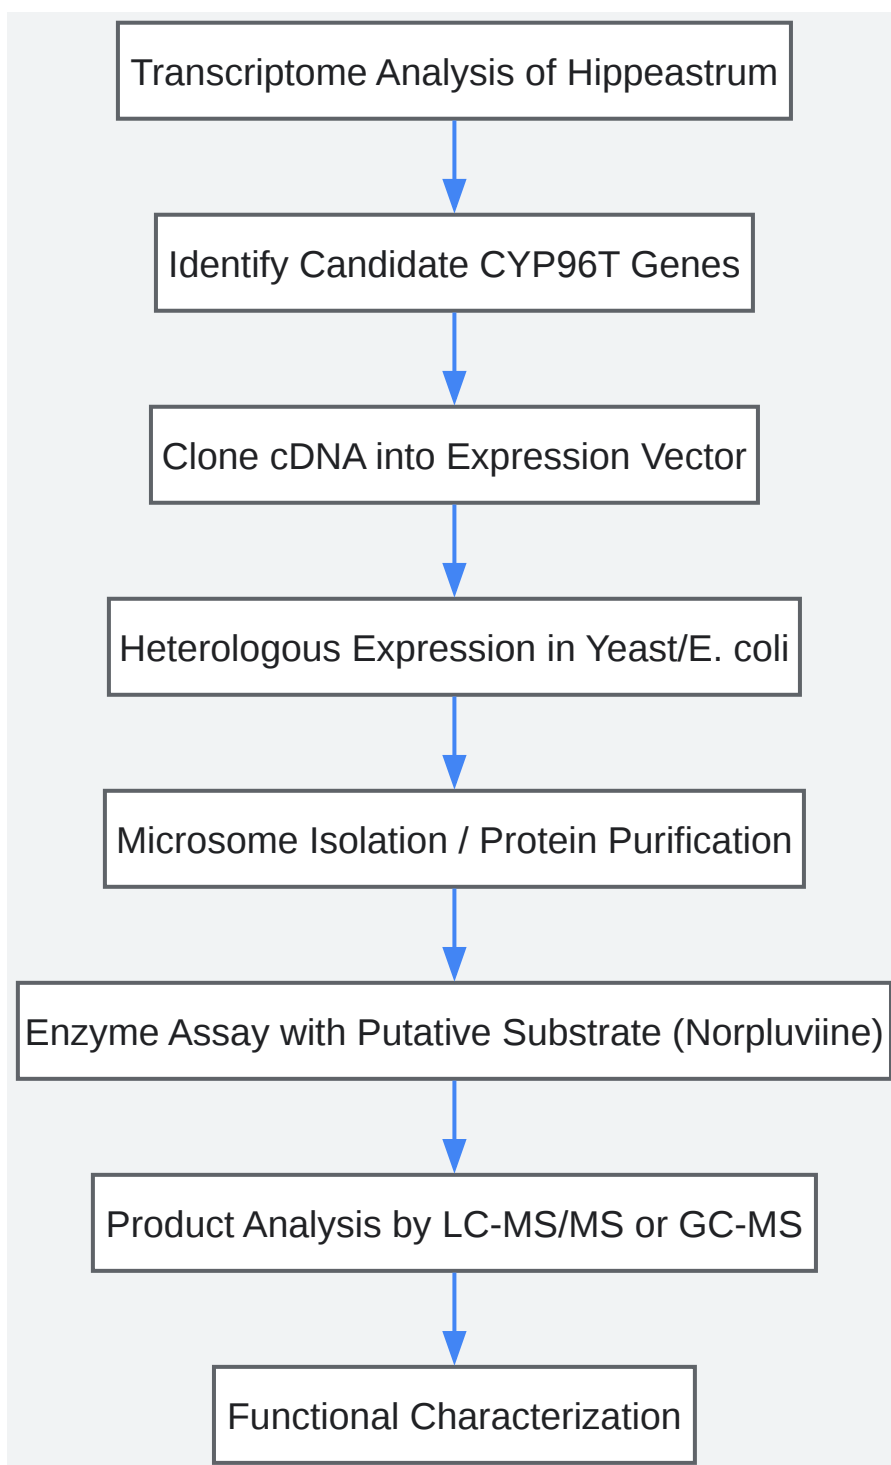 Transcriptome Analysis of Hippeastrum
Identify Candidate CYP96T Genes
Clone cDNA into Expression Vector
Heterologous Expression in Yeast/E. coli
Microsome Isolation / Protein Purification
Enzyme Assay with Putative Substrate (Norpluviine)
Product Analysis by LC-MS/MS or GC-MS
Functional Characterization